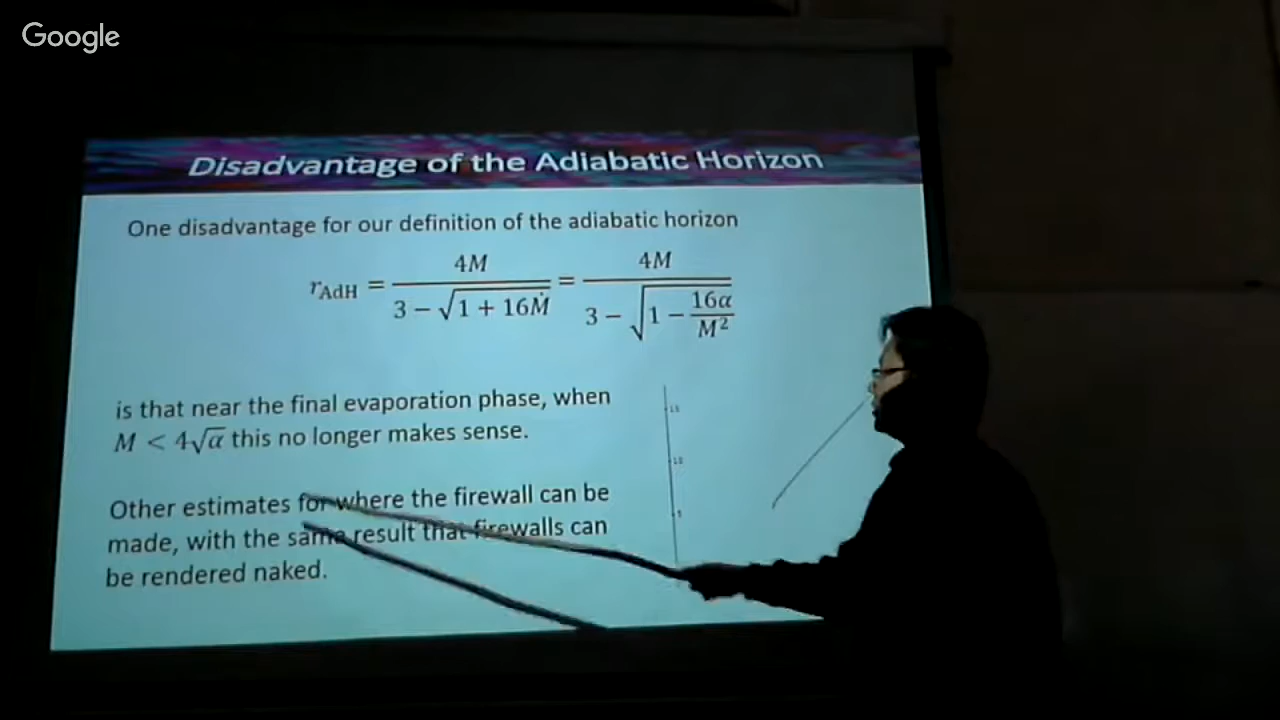 Google
Disadvantage of the Adiabatic Horizon
One disadvantage for our definition of the adiabatic horizon
r_AdH = 4M / (3 − √(1 + 16Ṁ)) = 4M / (3 − √(1 − 16α/M²))
is that near the final evaporation phase, when
M < 4√α this no longer makes sense.
Other estimates for where the firewall can be
made, with the same result that firewalls can
be rendered naked.